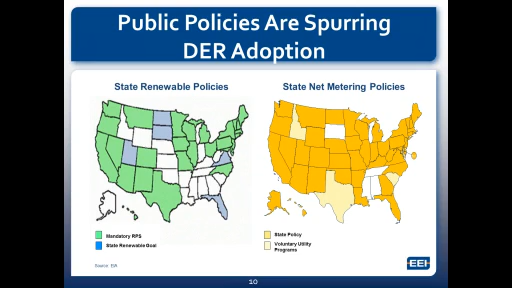 Public Policies Are Spurring
DER Adoption
State Renewable Policies
State Net Metering Policies
Mandatory RPS
State Renewable Goal
State Policy
Voluntary Utility
Programs
Source: EIA
EEI
10